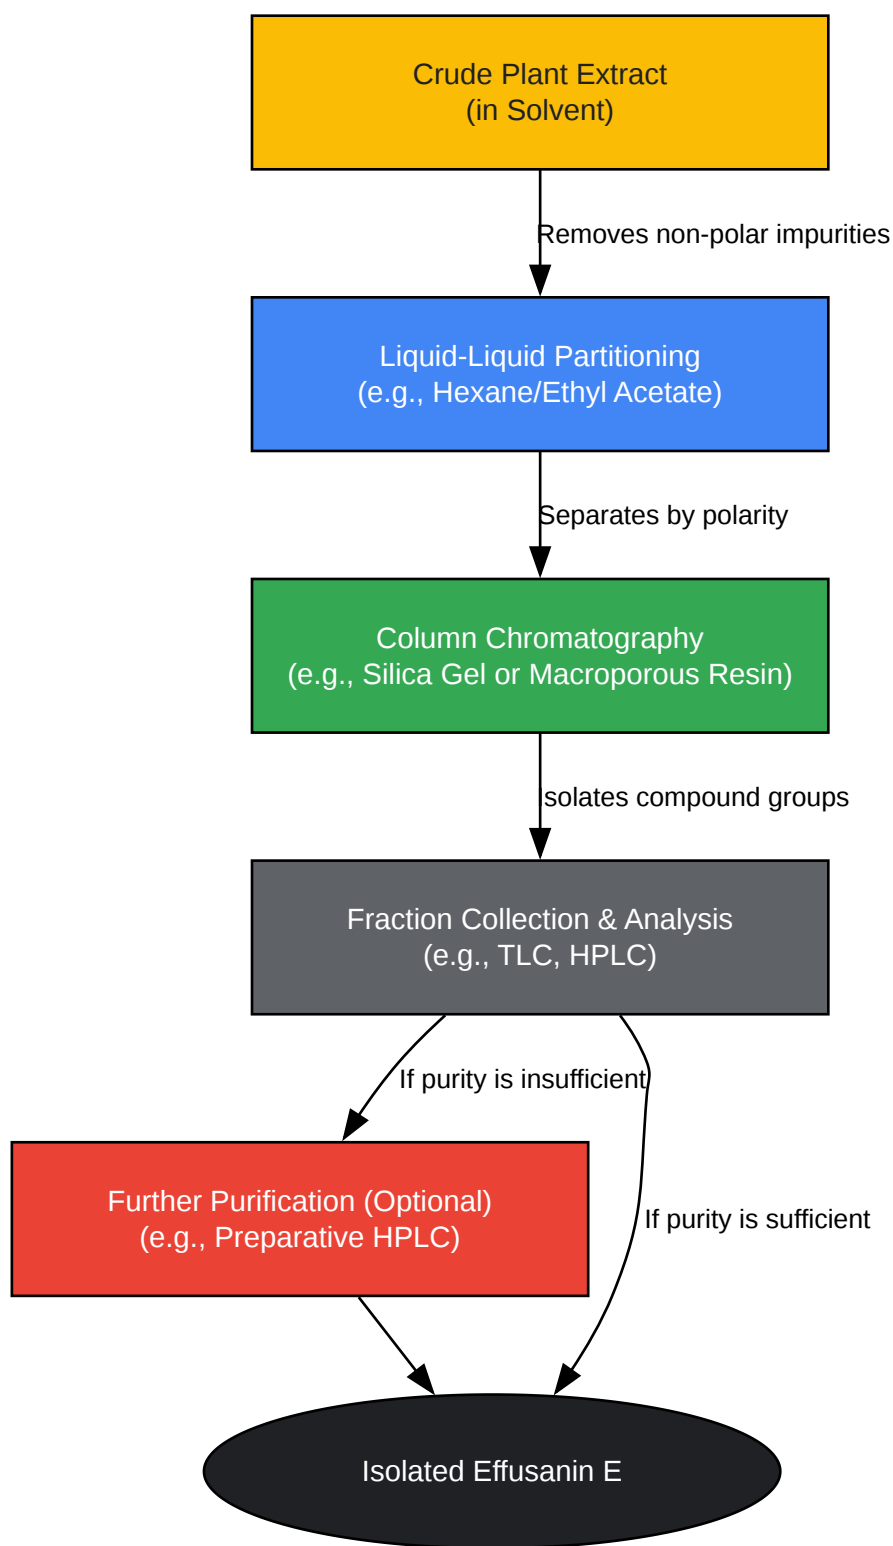 Crude Plant Extract
(in Solvent)
Removes non-polar impurities
Liquid-Liquid Partitioning
(e.g., Hexane/Ethyl Acetate)
Separates by polarity
Column Chromatography
(e.g., Silica Gel or Macroporous Resin)
Isolates compound groups
Fraction Collection & Analysis
(e.g., TLC, HPLC)
If purity is insufficient
Further Purification (Optional)
(e.g., Preparative HPLC)
If purity is sufficient
Isolated Effusanin E